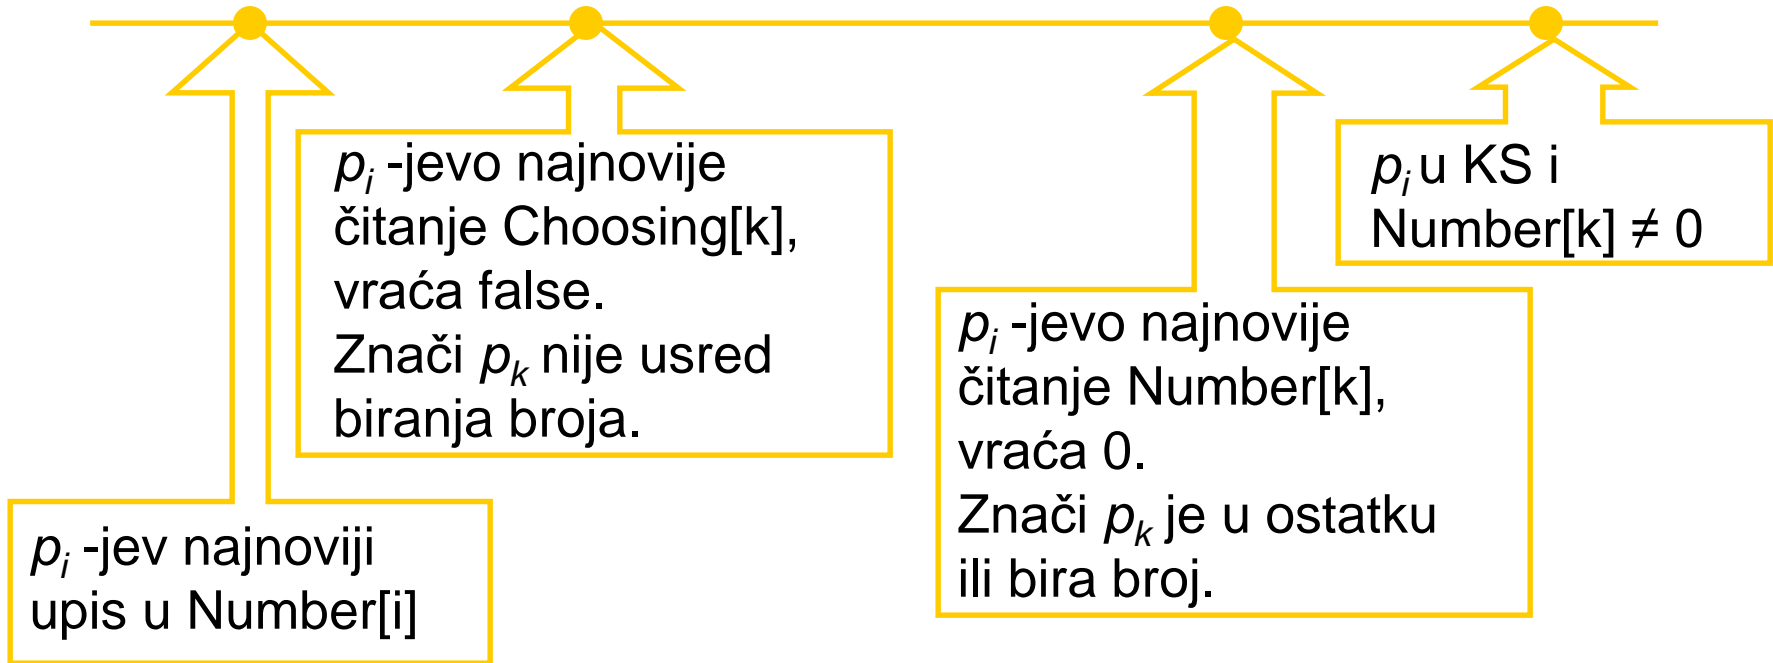 pᵢ -jevo najnovije
čitanje Choosing[k],
vraća false.
Znači pₖ nije usred
biranja broja.
pᵢ u KS i
Number[k] ≠ 0
pᵢ -jevo najnovije
čitanje Number[k],
vraća 0.
Znači pₖ je u ostatku
ili bira broj.
pᵢ -jev najnoviji
upis u Number[i]